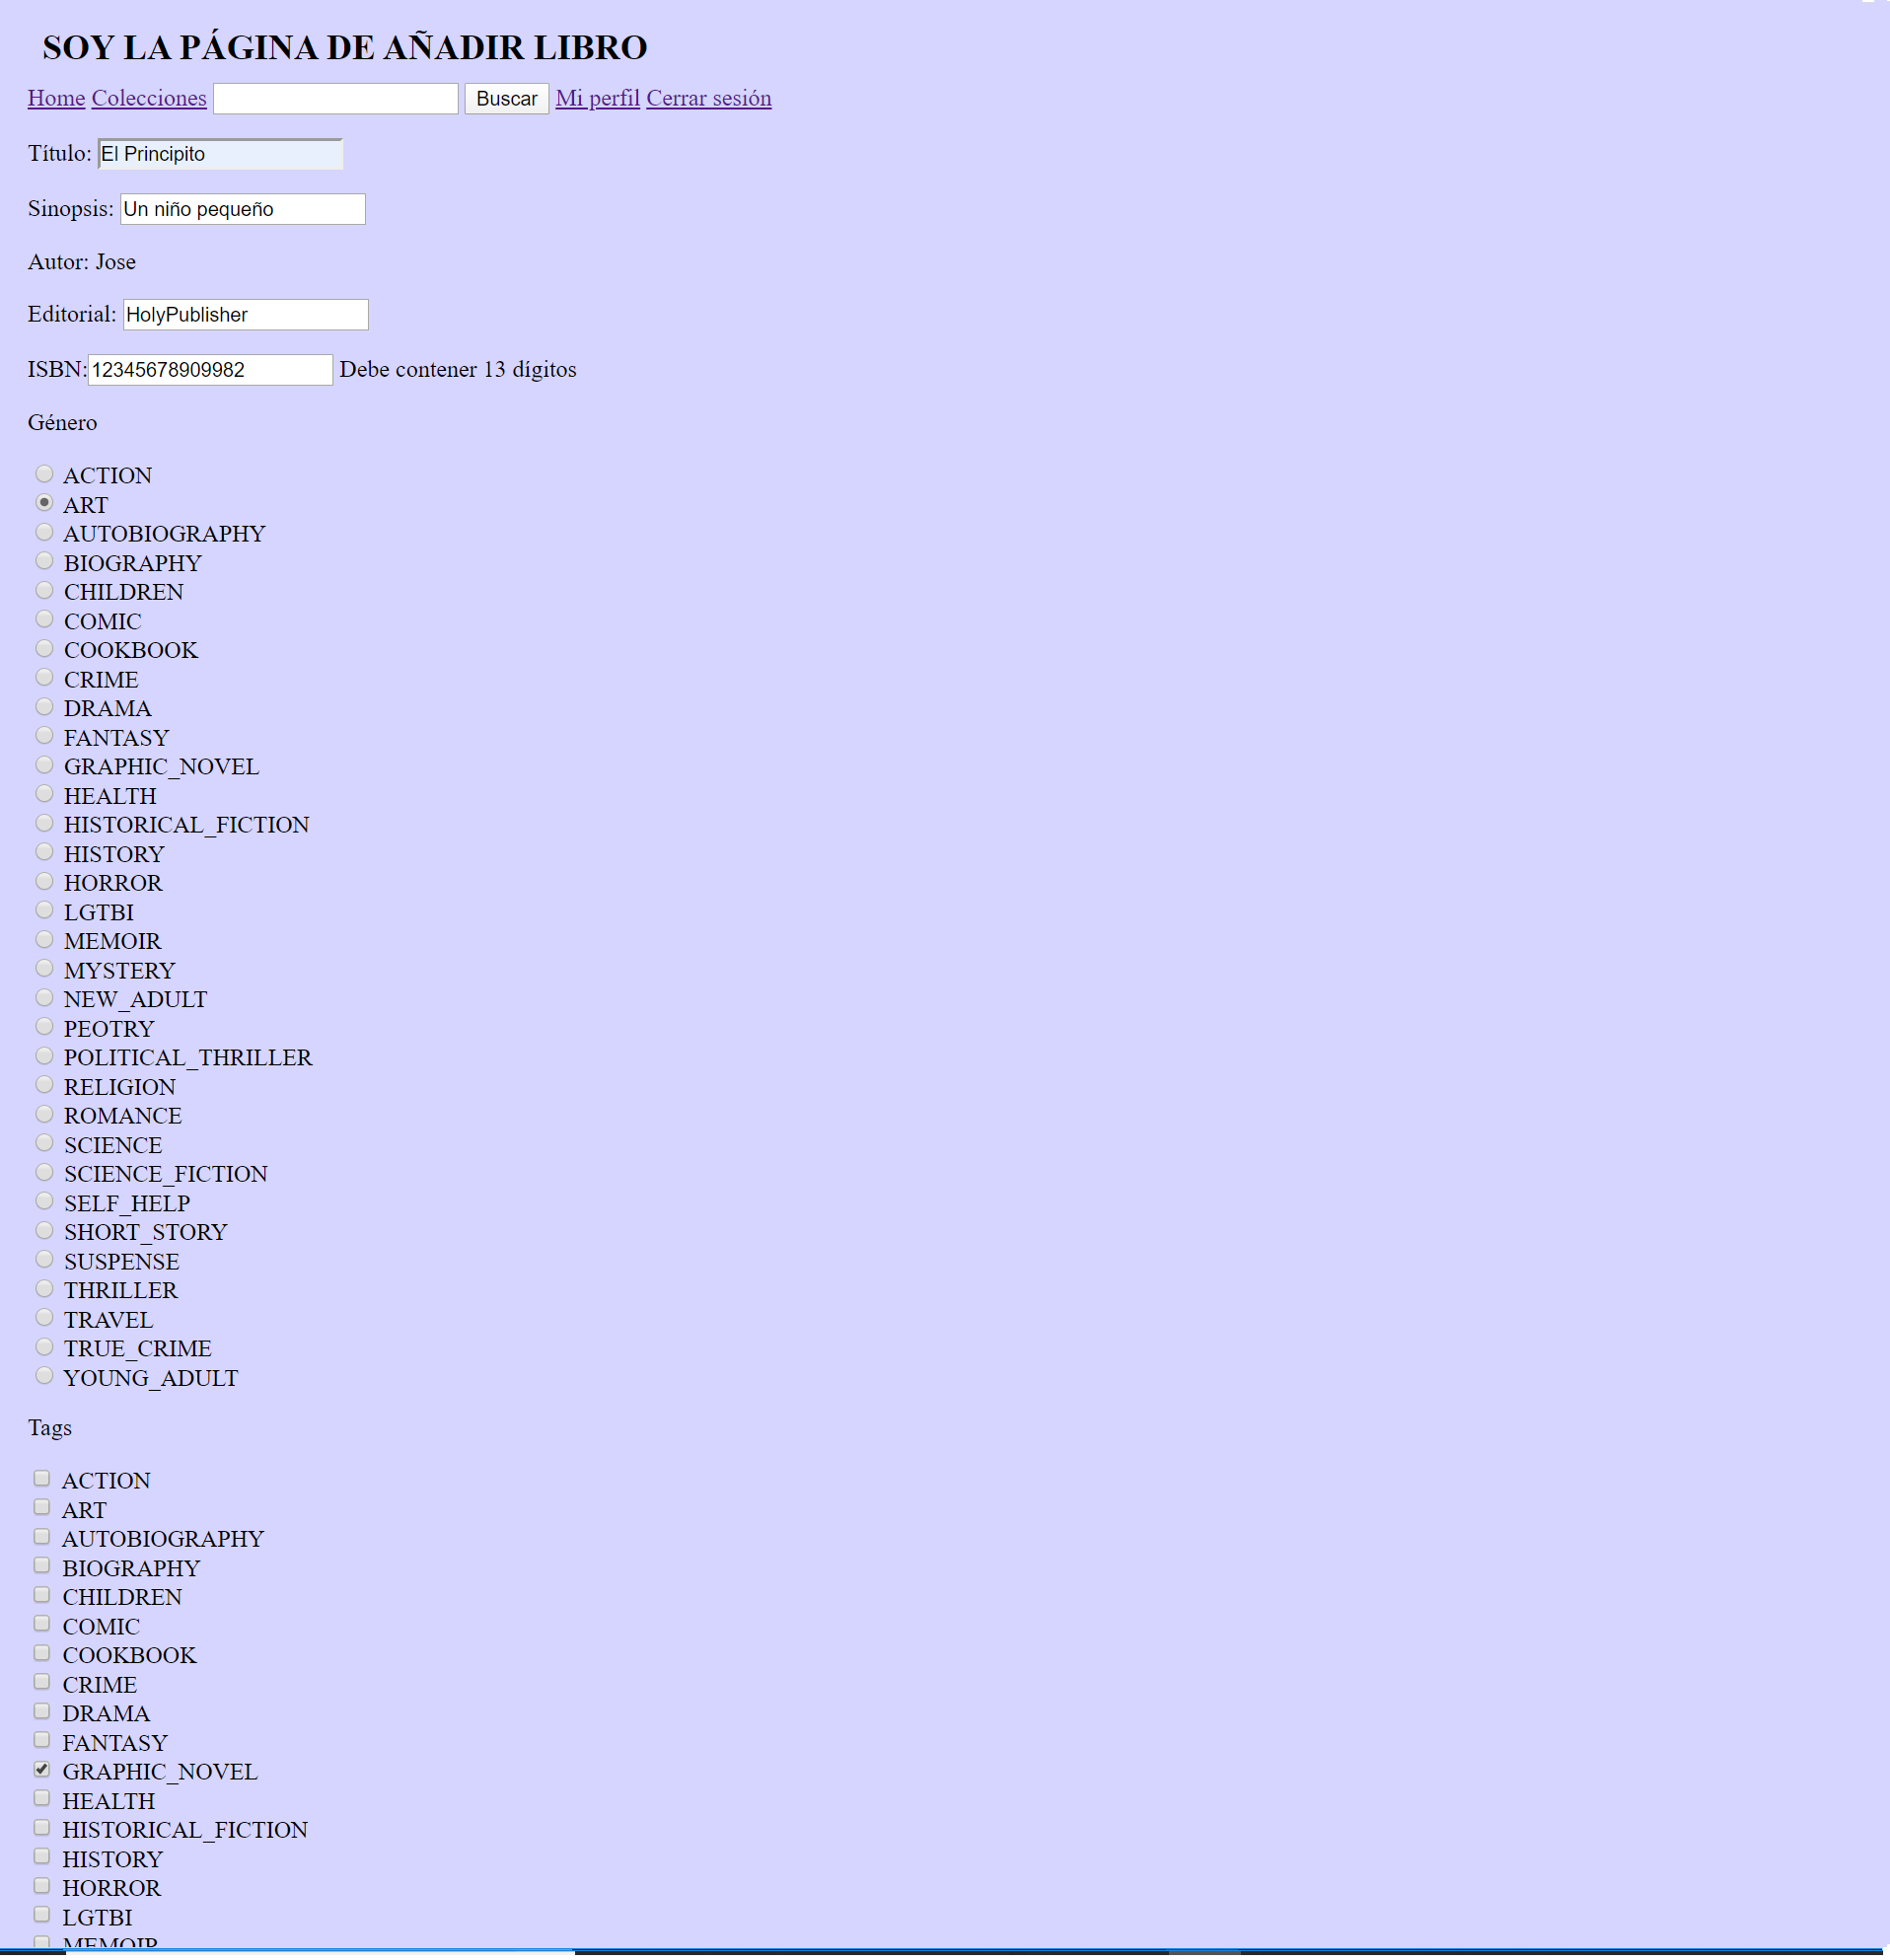 SOY LA PÁGINA DE AÑADIR LIBRO
Home Colecciones Buscar Mi perfil Cerrar sesión
Título: El Principito
Sinopsis: Un niño pequeño
Autor: Jose
Editorial: HolyPublisher
ISBN: 12345678909982 Debe contener 13 dígitos
Género
ACTION
ART
AUTOBIOGRAPHY
BIOGRAPHY
CHILDREN
COMIC
COOKBOOK
CRIME
DRAMA
FANTASY
GRAPHIC_NOVEL
HEALTH
HISTORICAL_FICTION
HISTORY
HORROR
LGTBI
MEMOIR
MYSTERY
NEW_ADULT
PEOTRY
POLITICAL_THRILLER
RELIGION
ROMANCE
SCIENCE
SCIENCE_FICTION
SELF_HELP
SHORT_STORY
SUSPENSE
THRILLER
TRAVEL
TRUE_CRIME
YOUNG_ADULT
Tags
ACTION
ART
AUTOBIOGRAPHY
BIOGRAPHY
CHILDREN
COMIC
COOKBOOK
CRIME
DRAMA
FANTASY
GRAPHIC_NOVEL
HEALTH
HISTORICAL_FICTION
HISTORY
HORROR
LGTBI
MEMOIR